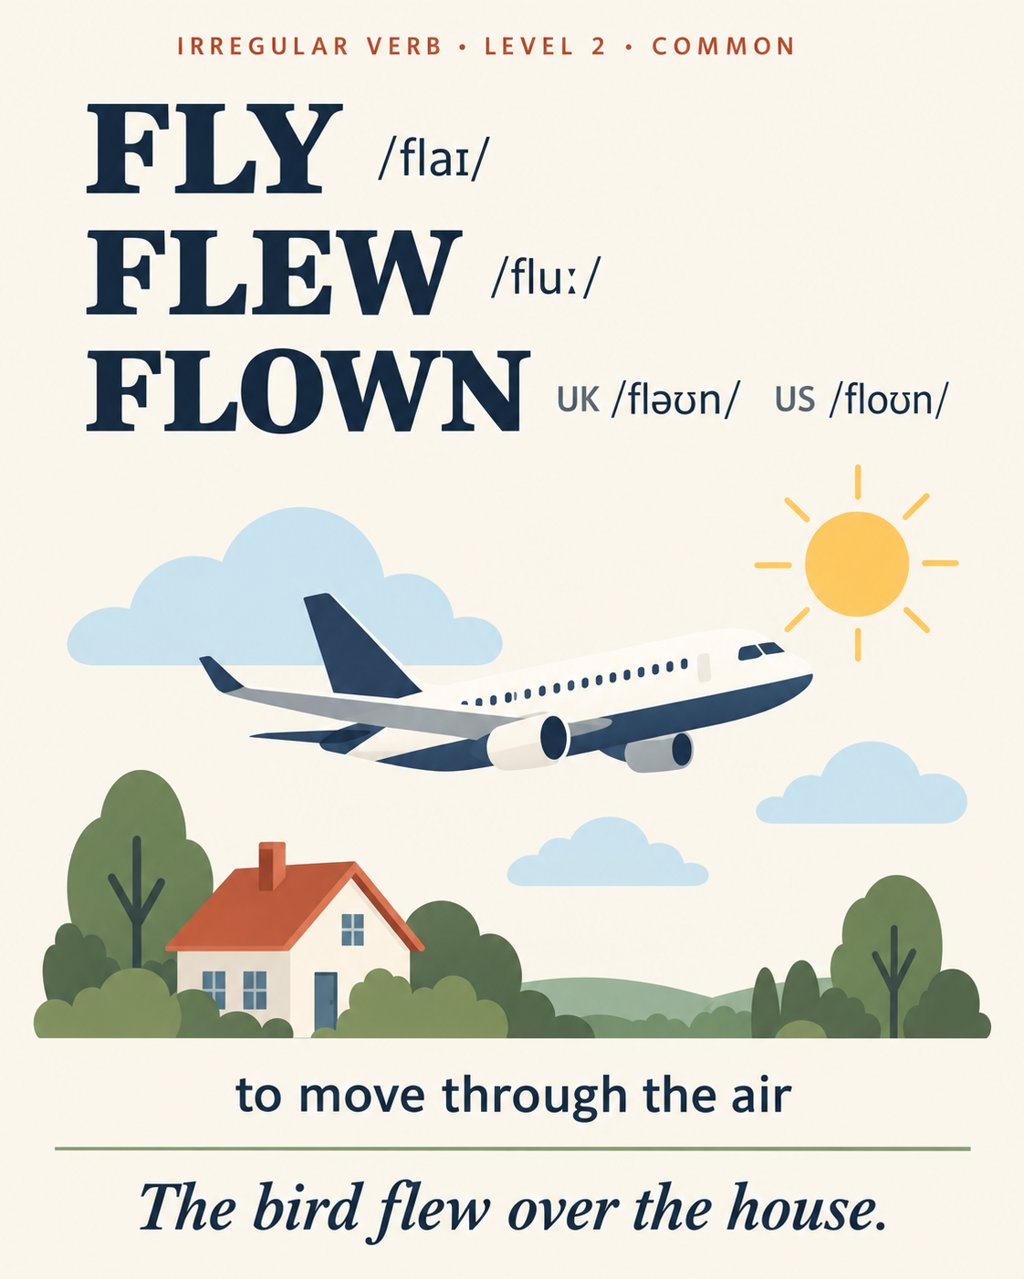 IRREGULAR VERB • LEVEL 2 • COMMON
FLY /flaɪ/
FLEW /fluː/
FLOWN UK /fləʊn/ US /floʊn/
to move through the air
The bird flew over the house.